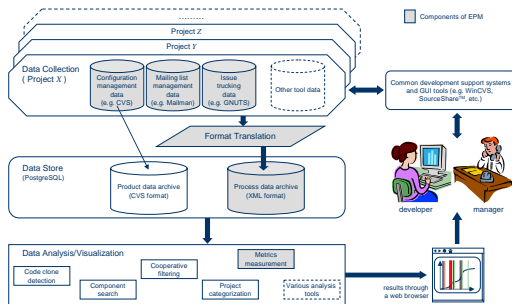 .............................
Components of EPM
Project Z
Project Y
Data Collection
( Project X )
Configuration
management
data
(e.g. CVS)
Mailing list
management
data
(e.g. Mailman)
Issue
trucking
data
(e.g. GNUTS)
Other tool data
Common development support systems
and GUI tools (e.g. WinCVS,
SourceShare™, etc.)
Format Translation
Data Store
(PostgreSQL)
Product data archive
(CVS format)
Process data archive
(XML format)
developer
manager
Data Analysis/Visualization
Code clone
detection
Component
search
Cooperative
filtering
Project
categorization
Metrics
measurement
Various analysis
tools
results through
a web browser